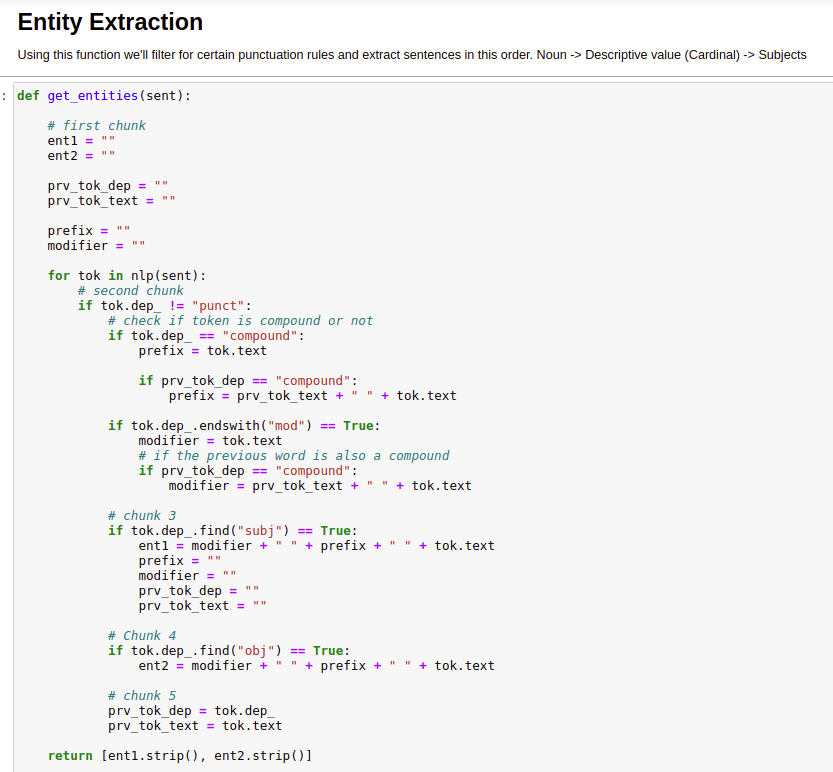 Entity Extraction
Using this function we'll filter for certain punctuation rules and extract sentences in this order. Noun -> Descriptive value (Cardinal) -> Subjects
: def get_entities(sent):

    # first chunk
    ent1 = ""
    ent2 = ""

    prv_tok_dep = ""
    prv_tok_text = ""

    prefix = ""
    modifier = ""

    for tok in nlp(sent):
        # second chunk
        if tok.dep_ != "punct":
            # check if token is compound or not
            if tok.dep_ == "compound":
                prefix = tok.text

                if prv_tok_dep == "compound":
                    prefix = prv_tok_text + " " + tok.text

            if tok.dep_.endswith("mod") == True:
                modifier = tok.text
                # if the previous word is also a compound
                if prv_tok_dep == "compound":
                    modifier = prv_tok_text + " " + tok.text

            # chunk 3
            if tok.dep_.find("subj") == True:
                ent1 = modifier + " " + prefix + " " + tok.text
                prefix = ""
                modifier = ""
                prv_tok_dep = ""
                prv_tok_text = ""

            # Chunk 4
            if tok.dep_.find("obj") == True:
                ent2 = modifier + " " + prefix + " " + tok.text

            # chunk 5
            prv_tok_dep = tok.dep_
            prv_tok_text = tok.text

    return [ent1.strip(), ent2.strip()]